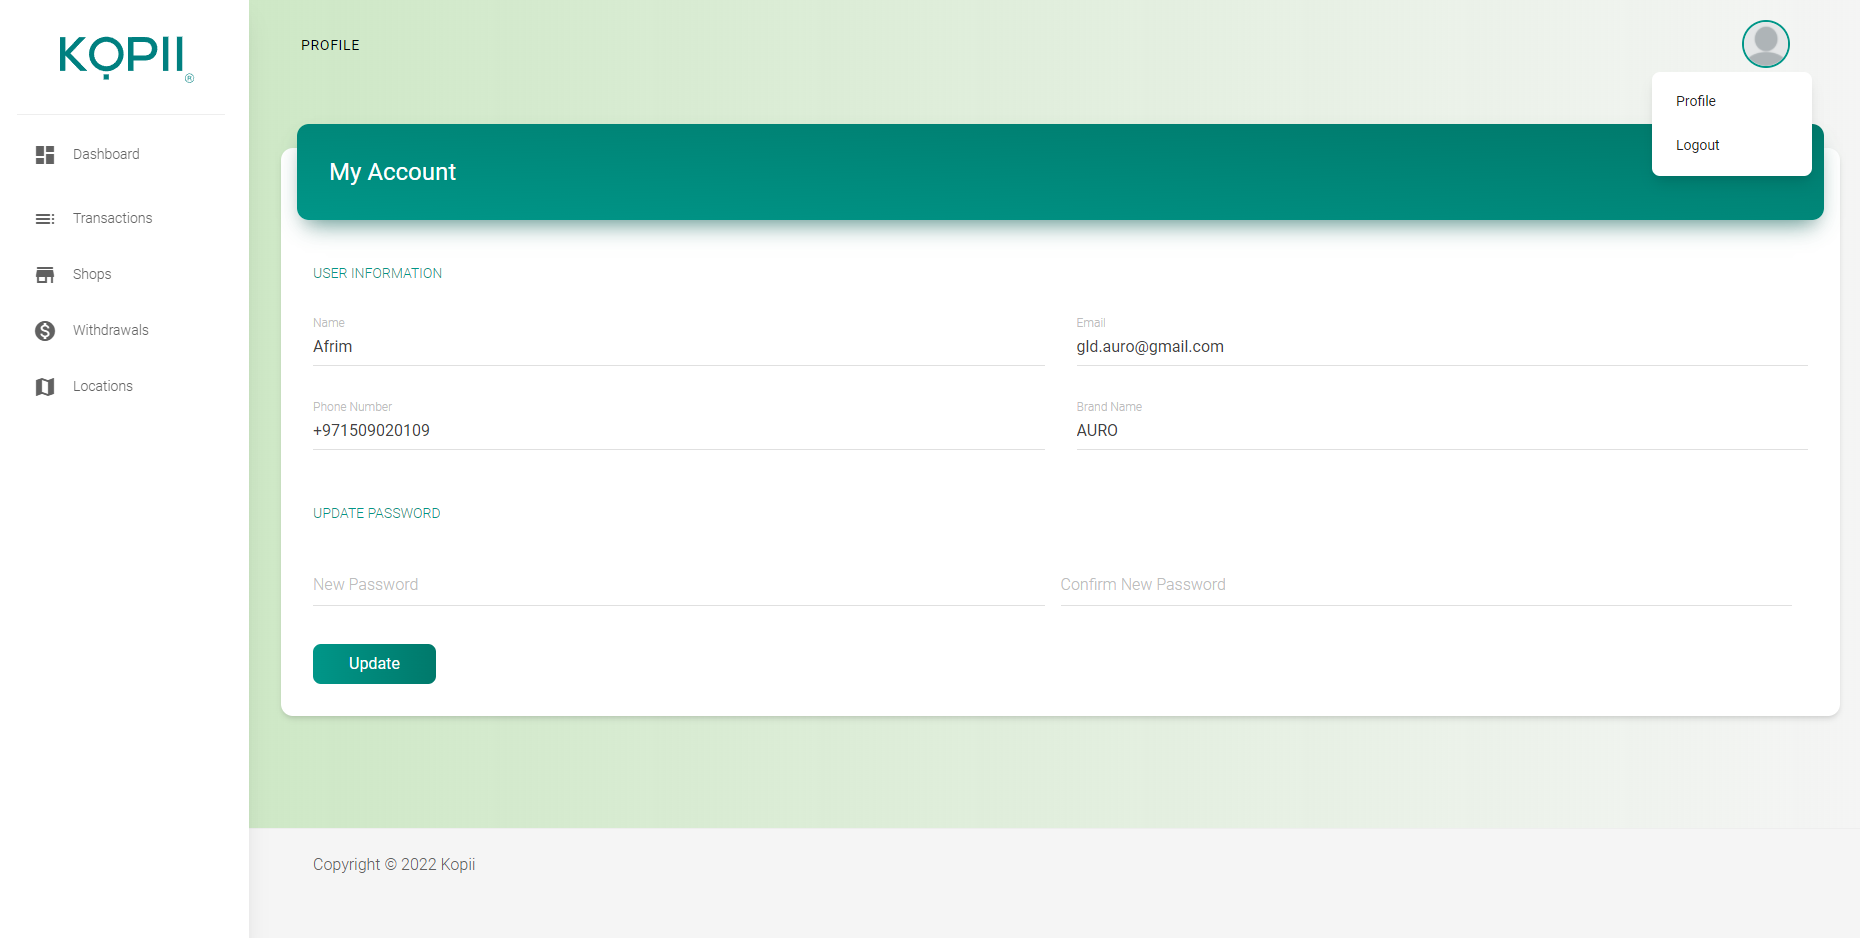 KOPII®
Dashboard
Transactions
Shops
Withdrawals
Locations
PROFILE
Profile
Logout
My Account
USER INFORMATION
Name
Afrim
Email
gld.auro@gmail.com
Phone Number
+971509020109
Brand Name
AURO
UPDATE PASSWORD
New Password
Confirm New Password
Update
Copyright © 2022 Kopii